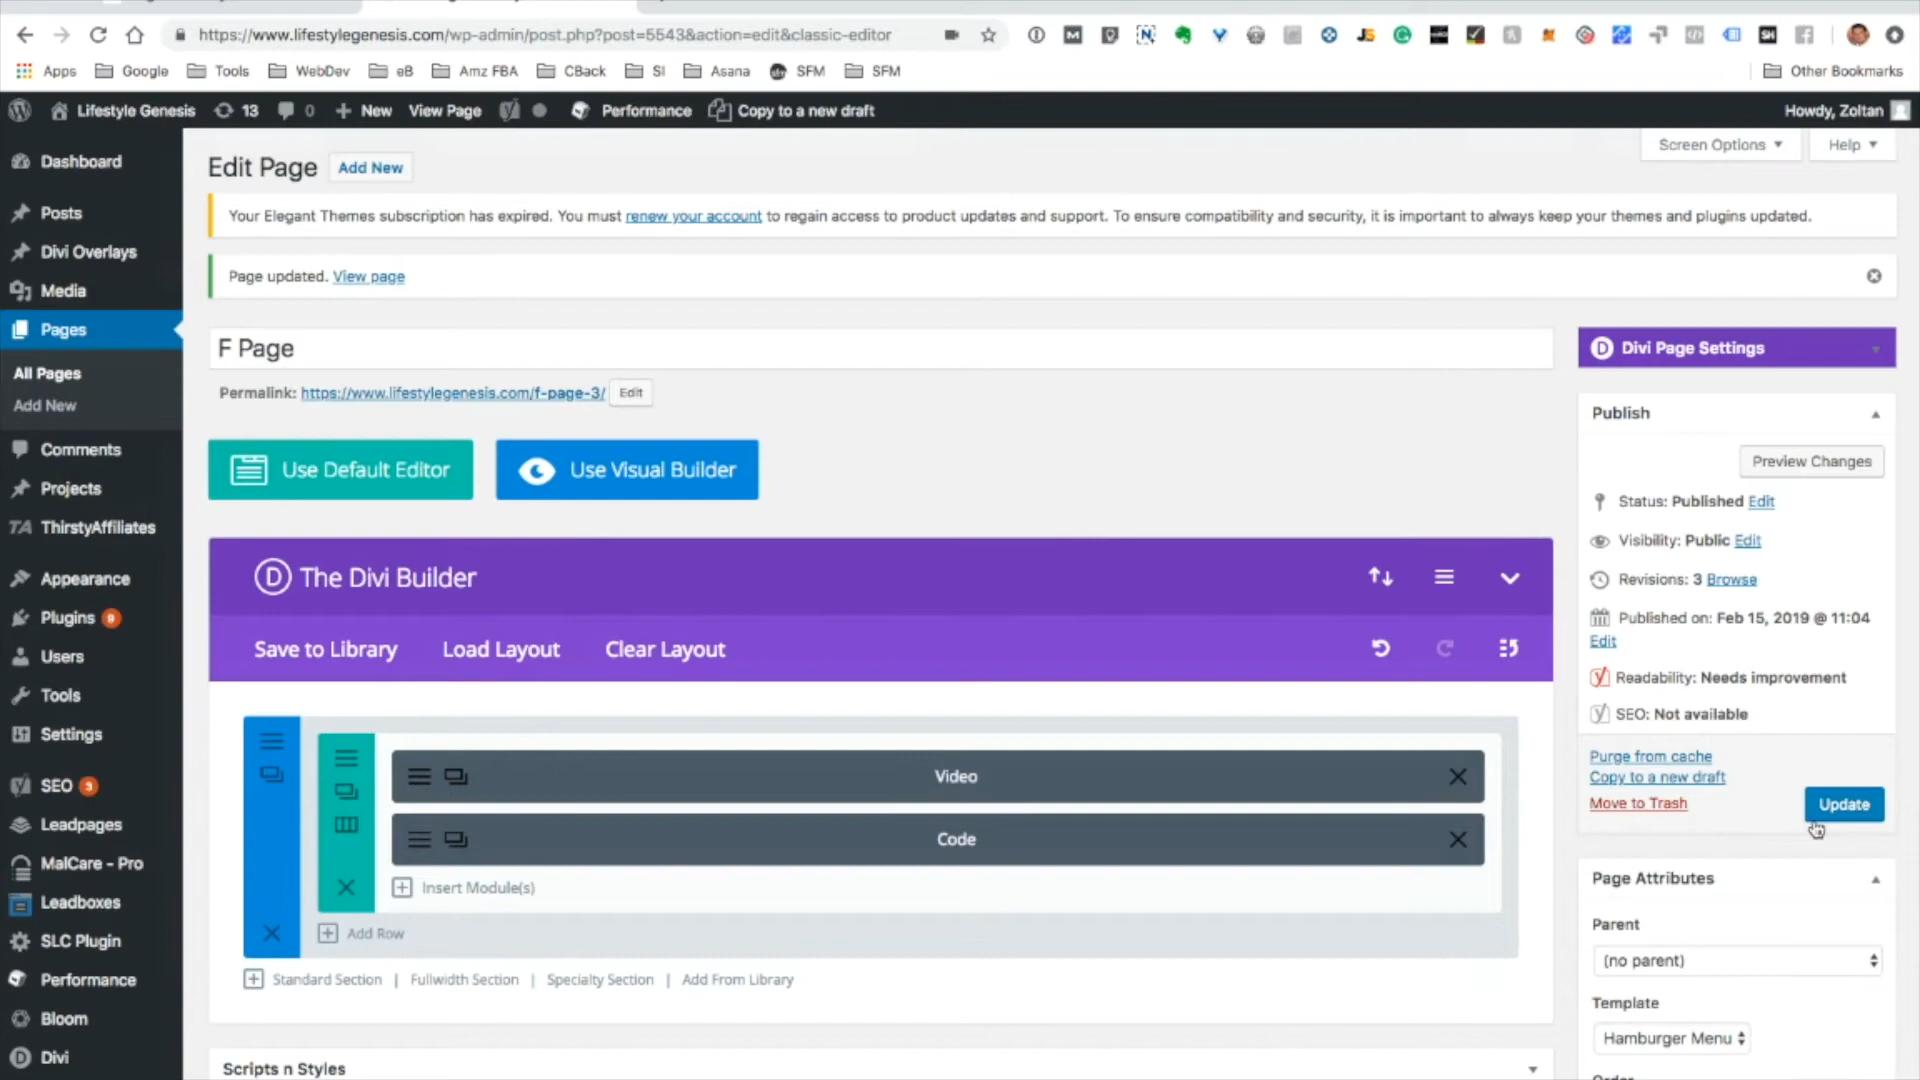 https://www.lifestylegenesis.com/wp-admin/post.php?post=5543&action=edit&classic-editor
Apps Google Tools WebDev eB Amz FBA CBack SI Asana SFM SFM Other Bookmarks
Lifestyle Genesis 13 0 New View Page Performance Copy to a new draft Howdy, Zoltan
Screen Options Help
Dashboard
Posts
Divi Overlays
Media
Pages
All Pages
Add New
Comments
Projects
TA ThirstyAffiliates
Appearance
Plugins 9
Users
Tools
Settings
SEO 3
Leadpages
MalCare - Pro
Leadboxes
SLC Plugin
Performance
Bloom
Divi
Edit Page Add New
Your Elegant Themes subscription has expired. You must renew your account to regain access to product updates and support. To ensure compatibility and security, it is important to always keep your themes and plugins updated.
Page updated. View page
F Page
Permalink: https://www.lifestylegenesis.com/f-page-3/ Edit
Use Default Editor Use Visual Builder
D The Divi Builder
Save to Library Load Layout Clear Layout
Video
Code
Insert Module(s)
Add Row
Standard Section | Fullwidth Section | Specialty Section | Add From Library
Scripts n Styles
D Divi Page Settings
Publish
Preview Changes
Status: Published Edit
Visibility: Public Edit
Revisions: 3 Browse
Published on: Feb 15, 2019 @ 11:04
Edit
Readability: Needs improvement
SEO: Not available
Purge from cache
Copy to a new draft
Move to Trash Update
Page Attributes
Parent
(no parent)
Template
Hamburger Menu